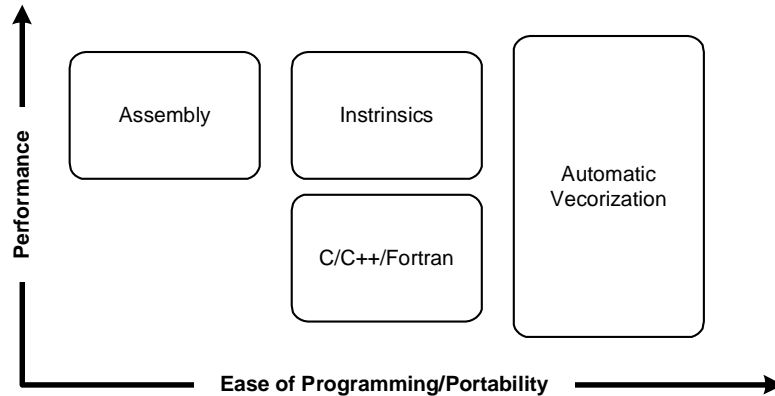 Performance
Assembly
Instrinsics
C/C++/Fortran
Automatic
Vecorization
Ease of Programming/Portability